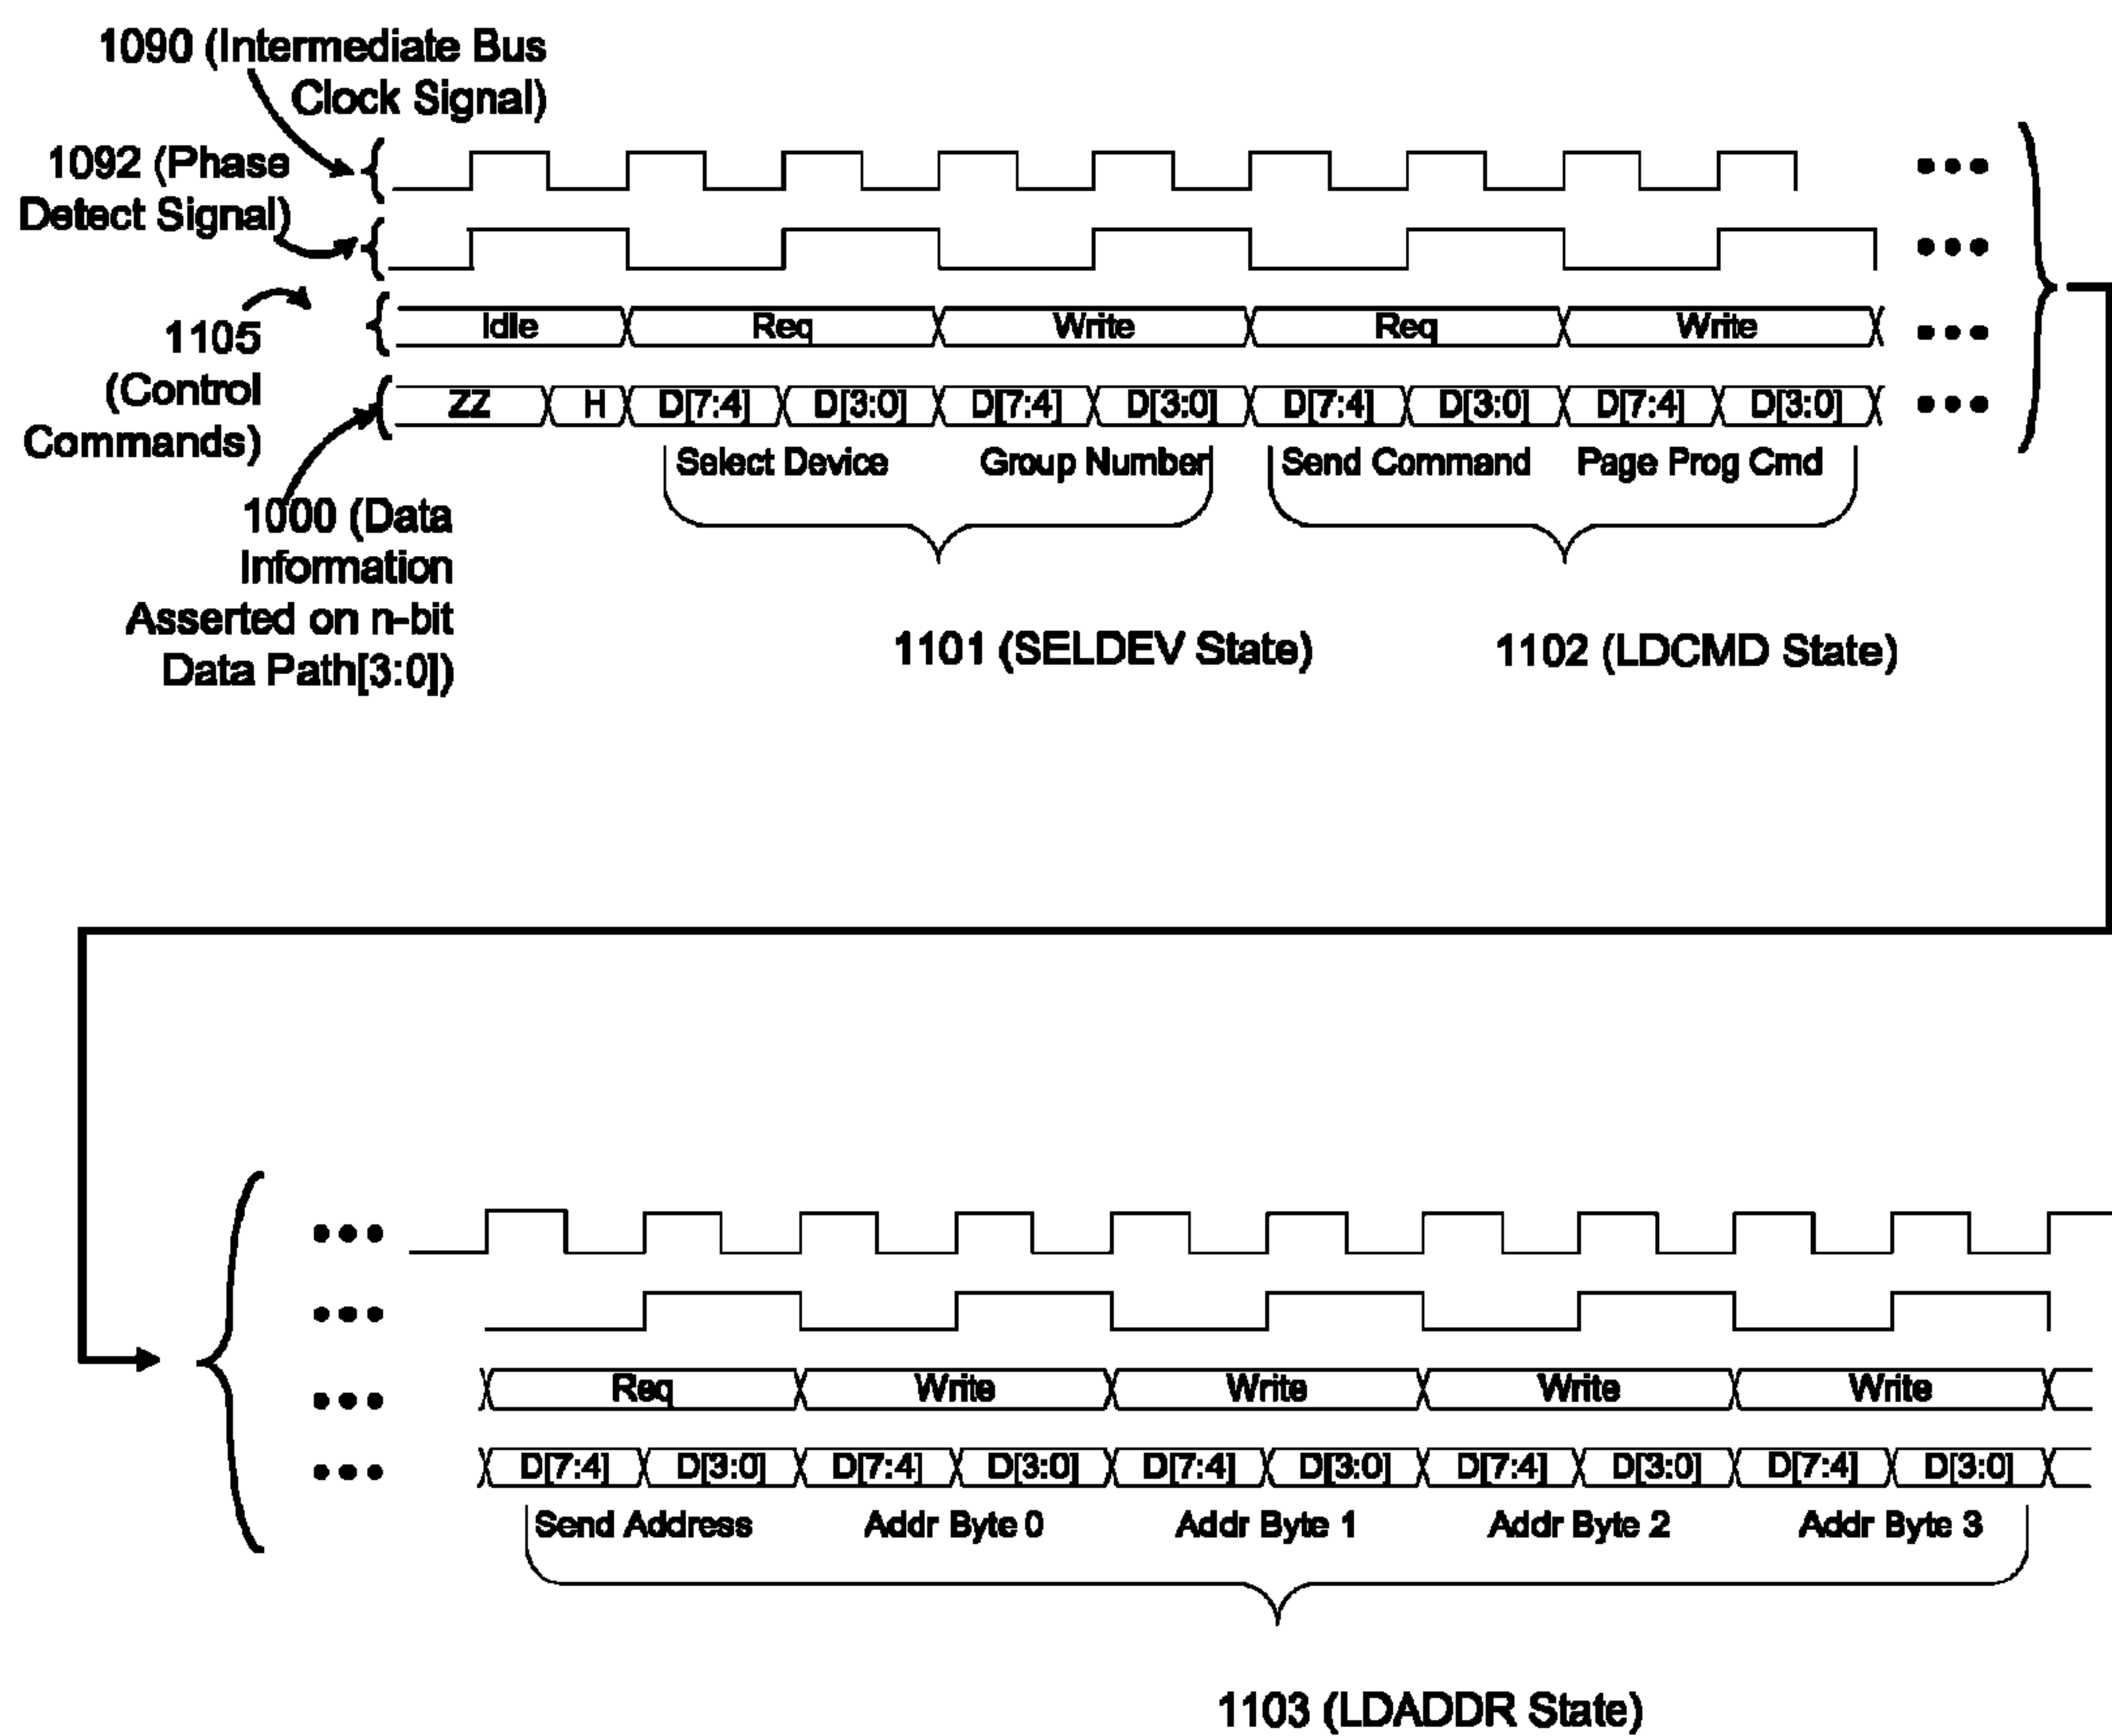 1090 (Intermediate Bus
Clock Signal)
1092 (Phase
Detect Signal)
1105
(Control
Commands)
Idle Req Write Req Write
ZZ H D[7:4] D[3:0] D[7:4] D[3:0] D[7:4] D[3:0] D[7:4] D[3:0]
Select Device Group Number Send Command Page Prog Cmd
1000 (Data
Information
Asserted on n-bit
Data Path[3:0])
1101 (SELDEV State) 1102 (LDCMD State)
Req Write Write Write Write
D[7:4] D[3:0] D[7:4] D[3:0] D[7:4] D[3:0] D[7:4] D[3:0] D[7:4] D[3:0]
Send Address Addr Byte 0 Addr Byte 1 Addr Byte 2 Addr Byte 3
1103 (LDADDR State)